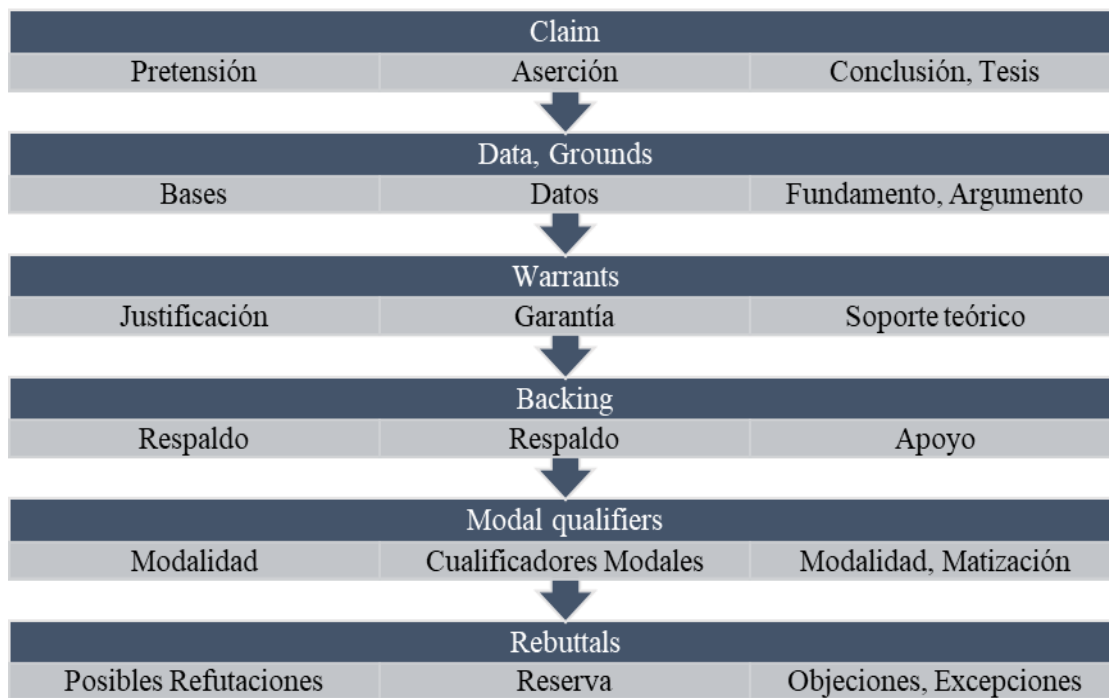 Claim
Pretensión Aserción Conclusión, Tesis
Data, Grounds
Bases Datos Fundamento, Argumento
Warrants
Justificación Garantía Soporte teórico
Backing
Respaldo Respaldo Apoyo
Modal qualifiers
Modalidad Cualificadores Modales Modalidad, Matización
Rebuttals
Posibles Refutaciones Reserva Objeciones, Excepciones